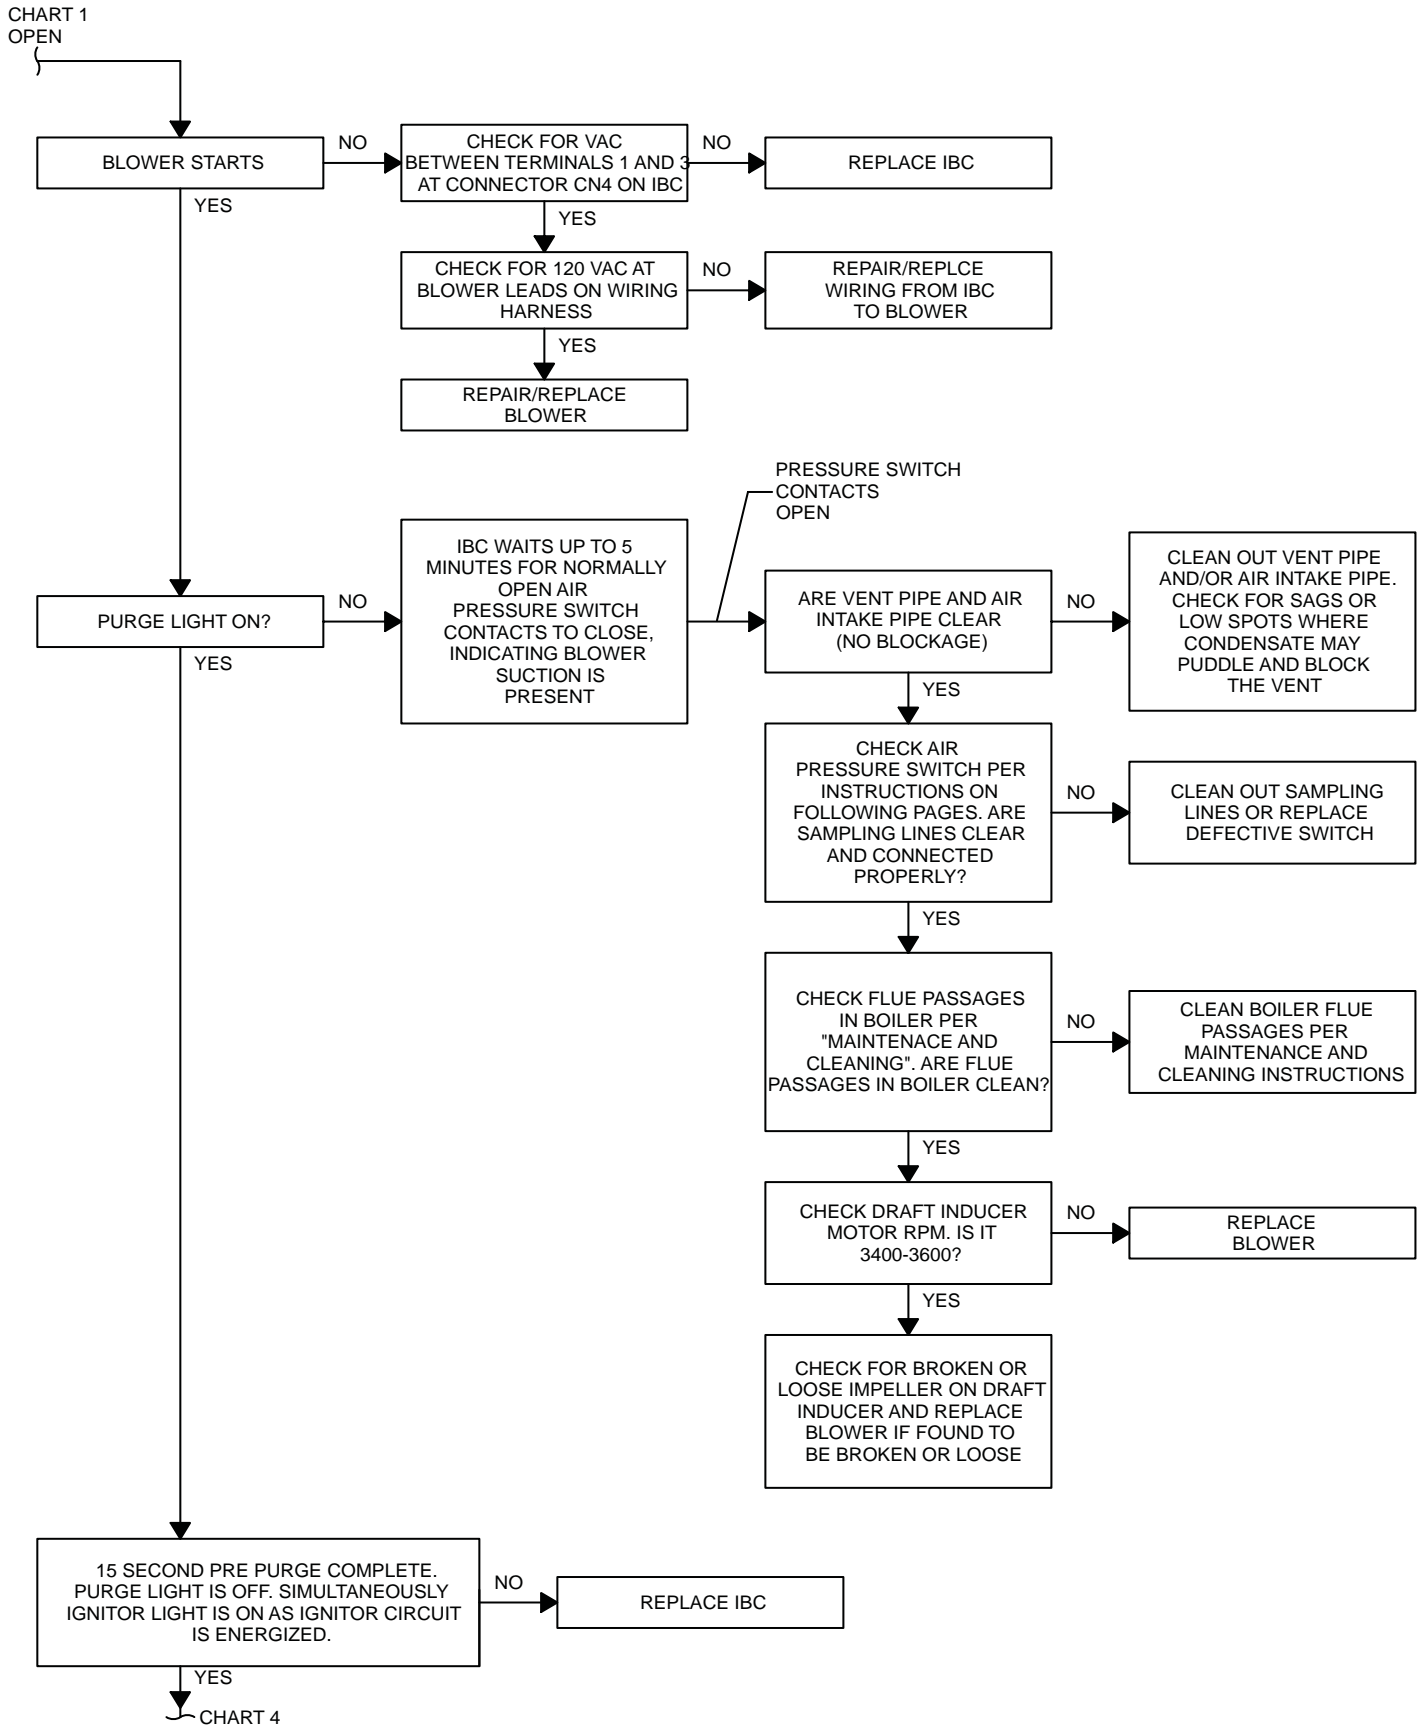 CHART 1
OPEN
BLOWER STARTS
NO
CHECK FOR VAC
BETWEEN TERMINALS 1 AND 3
AT CONNECTOR CN4 ON IBC
NO
REPLACE IBC
YES
YES
CHECK FOR 120 VAC AT
BLOWER LEADS ON WIRING
HARNESS
NO
REPAIR/REPLCE
WIRING FROM IBC
TO BLOWER
YES
REPAIR/REPLACE
BLOWER
PRESSURE SWITCH
CONTACTS
OPEN
PURGE LIGHT ON?
NO
IBC WAITS UP TO 5
MINUTES FOR NORMALLY
OPEN AIR
PRESSURE SWITCH
CONTACTS TO CLOSE,
INDICATING BLOWER
SUCTION IS
PRESENT
ARE VENT PIPE AND AIR
INTAKE PIPE CLEAR
(NO BLOCKAGE)
NO
CLEAN OUT VENT PIPE
AND/OR AIR INTAKE PIPE.
CHECK FOR SAGS OR
LOW SPOTS WHERE
CONDENSATE MAY
PUDDLE AND BLOCK
THE VENT
YES
YES
CHECK AIR
PRESSURE SWITCH PER
INSTRUCTIONS ON
FOLLOWING PAGES. ARE
SAMPLING LINES CLEAR
AND CONNECTED
PROPERLY?
NO
CLEAN OUT SAMPLING
LINES OR REPLACE
DEFECTIVE SWITCH
YES
CHECK FLUE PASSAGES
IN BOILER PER
"MAINTENACE AND
CLEANING". ARE FLUE
PASSAGES IN BOILER CLEAN?
NO
CLEAN BOILER FLUE
PASSAGES PER
MAINTENANCE AND
CLEANING INSTRUCTIONS
YES
CHECK DRAFT INDUCER
MOTOR RPM. IS IT
3400-3600?
NO
REPLACE
BLOWER
YES
CHECK FOR BROKEN OR
LOOSE IMPELLER ON DRAFT
INDUCER AND REPLACE
BLOWER IF FOUND TO
BE BROKEN OR LOOSE
15 SECOND PRE PURGE COMPLETE.
PURGE LIGHT IS OFF. SIMULTANEOUSLY
IGNITOR LIGHT IS ON AS IGNITOR CIRCUIT
IS ENERGIZED.
NO
REPLACE IBC
YES
CHART 4